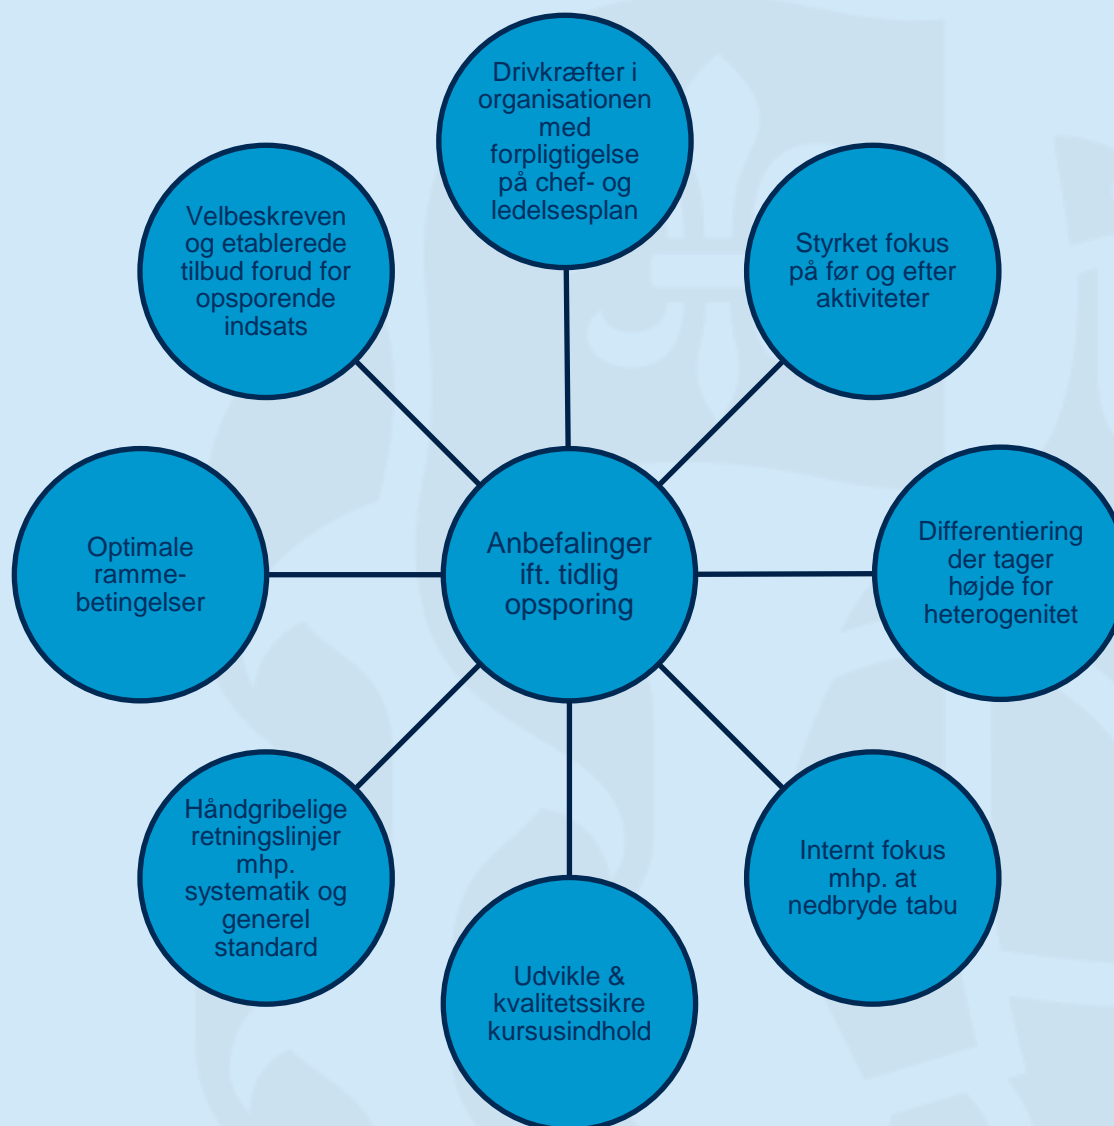 Drivkræfter i
organisationen
med
forpligtigelse
på chef- og
ledelsesplan
Styrket fokus
på før og efter
aktiviteter
Differentiering
der tager
højde for
heterogenitet
Internt fokus
mhp. at
nedbryde tabu
Udvikle &
kvalitetssikre
kursusindhold
Håndgribelige
retningslinjer
mhp.
systematik og
generel
standard
Optimale
ramme-
betingelser
Velbeskreven
og etablerede
tilbud forud for
opsporende
indsats
Anbefalinger
ift. tidlig
opsporing